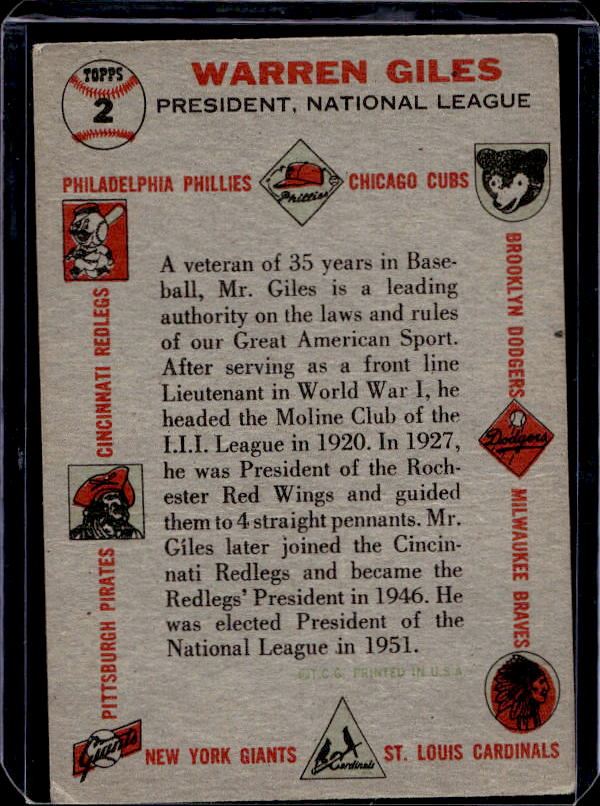 TOPPS
2
WARREN GILES
PRESIDENT, NATIONAL LEAGUE
PHILADELPHIA PHILLIES
Phillies
CHICAGO CUBS
CINCINNATI REDLEGS
BROOKLYN DODGERS
A veteran of 35 years in Base-
ball, Mr. Giles is a leading
authority on the laws and rules
of our Great American Sport.
After serving as a front line
Lieutenant in World War I, he
headed the Moline Club of the
I.I.I. League in 1920. In 1927,
he was President of the Roch-
ester Red Wings and guided
them to 4 straight pennants. Mr.
Giles later joined the Cincin-
nati Redlegs and became the
Redlegs' President in 1946. He
was elected President of the
National League in 1951.
©T.C.G. PRINTED IN U.S.A
Dodgers
PITTSBURGH PIRATES
MILWAUKEE BRAVES
Giants
NEW YORK GIANTS
Cardinals
ST. LOUIS CARDINALS